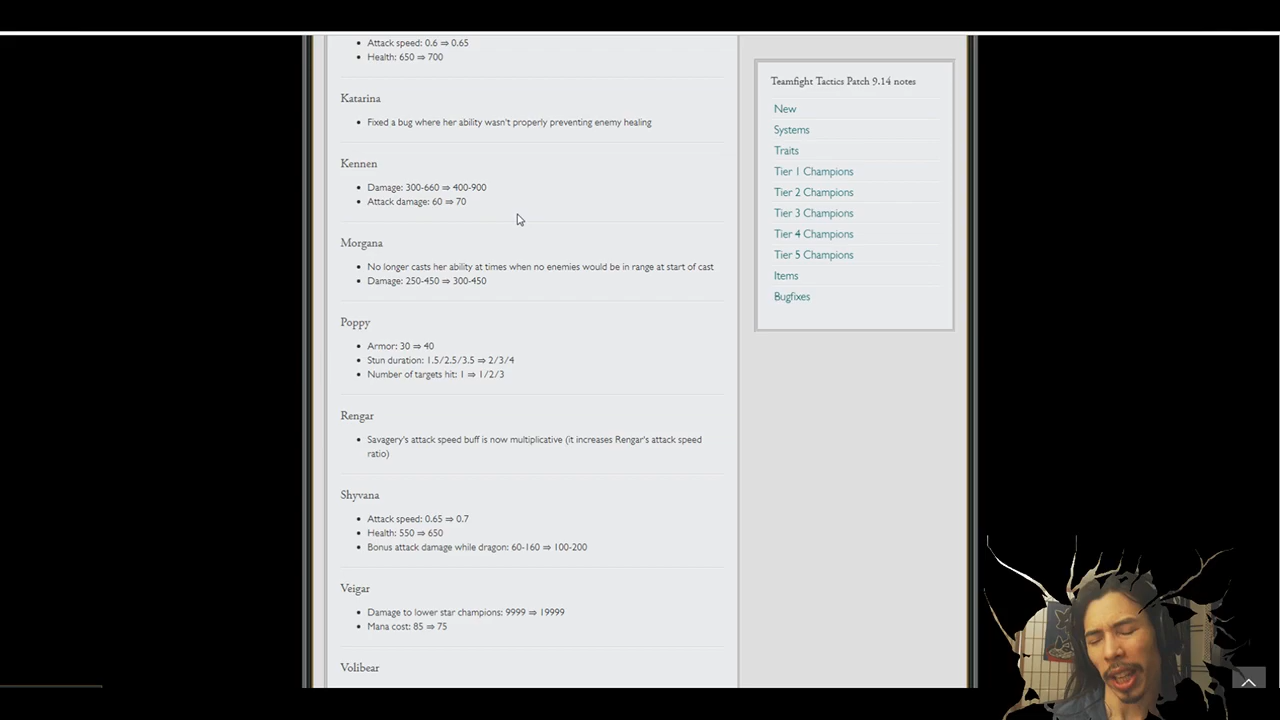 Attack speed: 0.6 ⇒ 0.65
Health: 650 ⇒ 700
Katarina
Fixed a bug where her ability wasn't properly preventing enemy healing
Kennen
Damage: 300-660 ⇒ 400-900
Attack damage: 60 ⇒ 70
Morgana
No longer casts her ability at times when no enemies would be in range at start of cast
Damage: 250-450 ⇒ 300-450
Poppy
Armor: 30 ⇒ 40
Stun duration: 1.5/2.5/3.5 ⇒ 2/3/4
Number of targets hit: 1 ⇒ 1/2/3
Rengar
Savagery's attack speed buff is now multiplicative (it increases Rengar's attack speed
ratio)
Shyvana
Attack speed: 0.65 ⇒ 0.7
Health: 550 ⇒ 650
Bonus attack damage while dragon: 60-160 ⇒ 100-200
Veigar
Damage to lower star champions: 9999 ⇒ 19999
Mana cost: 85 ⇒ 75
Volibear
Teamfight Tactics Patch 9.14 notes
New
Systems
Traits
Tier 1 Champions
Tier 2 Champions
Tier 3 Champions
Tier 4 Champions
Tier 5 Champions
Items
Bugfixes